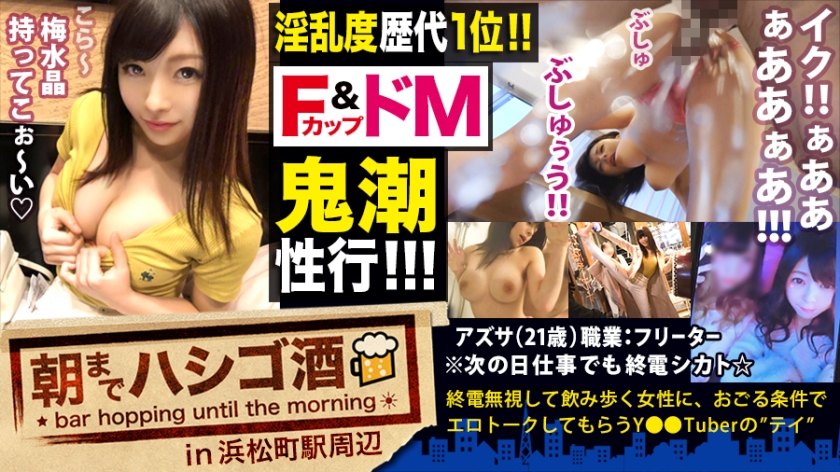 こら〜
梅水晶
持ってこぉ〜い♡
淫乱度歴代1位!!
Fカップ&ドM
鬼潮
性行!!!
ぶしゅ
ぶしゅぅう!!
イク!!ぁああ
ぁああぁあ!!!
朝までハシゴ酒
★bar hopping until the morning☀
in浜松町駅周辺
アズサ(21歳)職業:フリーター
※次の日仕事でも終電シカト☆
終電無視して飲み歩く女性に、おごる条件で
エロトークしてもらうY●●Tuberの”テイ”